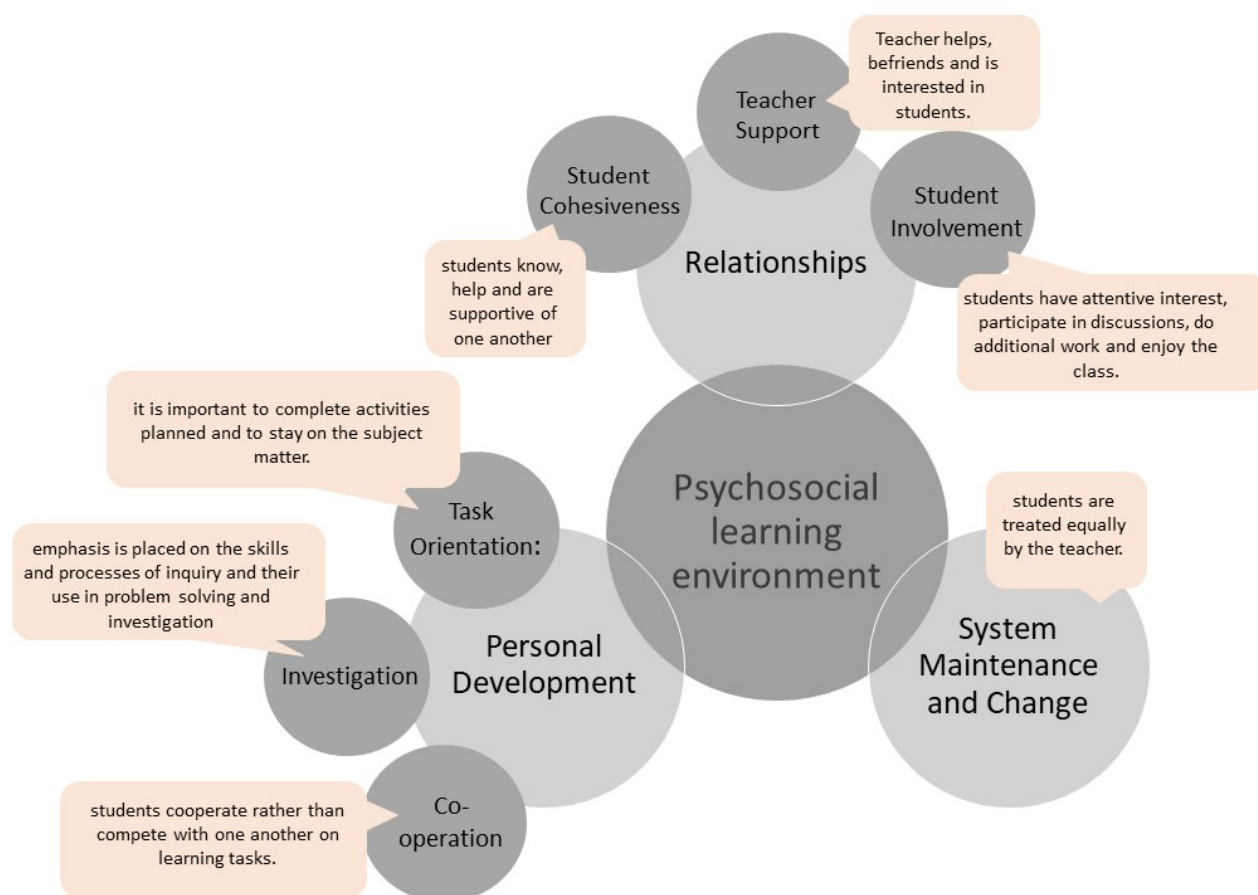 Teacher helps,
befriends and is
interested in
students.
Teacher
Support
Student
Cohesiveness
Student
Involvement
Relationships
students know,
help and are
supportive of
one another
students have attentive interest,
participate in discussions, do
additional work and enjoy the
class.
it is important to complete activities
planned and to stay on the subject
matter.
Psychosocial
learning
environment
students are
treated equally
by the teacher.
Task
Orientation:
emphasis is placed on the skills
and processes of inquiry and their
use in problem solving and
investigation
Personal
Development
System
Maintenance
and Change
Investigation
students cooperate rather than
compete with one another on
learning tasks.
Co-
operation